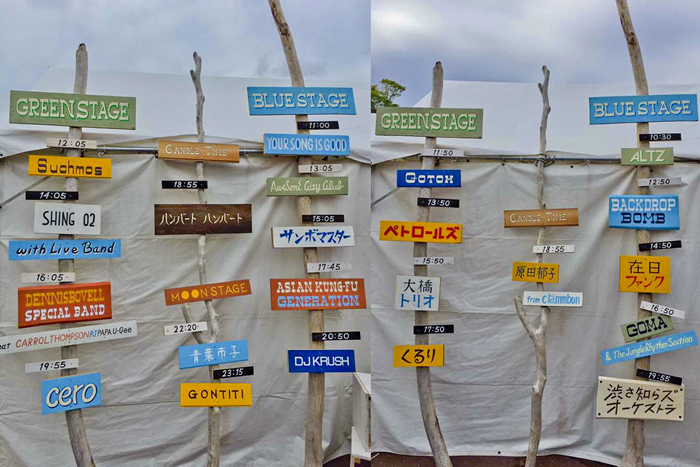 GREEN STAGE
12:05
Suchmos
14:05
SHING 02
with Live Band
16:05
DENNIS BOVELL
SPECIAL BAND
eat CARROLL THOMPSON, PJ, PAPA U-Gee
19:55
cero
CANDLE TIME
18:55
ハンバート ハンバート
MOON STAGE
22:20
青葉市子
23:15
GONTITI
BLUE STAGE
11:00
YOUR SONG IS GOOD
13:05
Awesome City Club
15:05
サンボマスター
17:45
ASIAN KUNG-FU
GENERATION
20:50
DJ KRUSH
GREEN STAGE
11:50
GOTCH
13:50
ペトロールズ
15:50
大橋
トリオ
17:50
くるり
CANDLE TIME
18:55
原田郁子
from clammbon
BLUE STAGE
10:30
ALTZ
12:50
BACKDROP
BOMB
14:50
在日
ファンク
16:50
GOMA
& The Jungle Rhythm Section
19:55
渋さ知らズ
オーケストラ